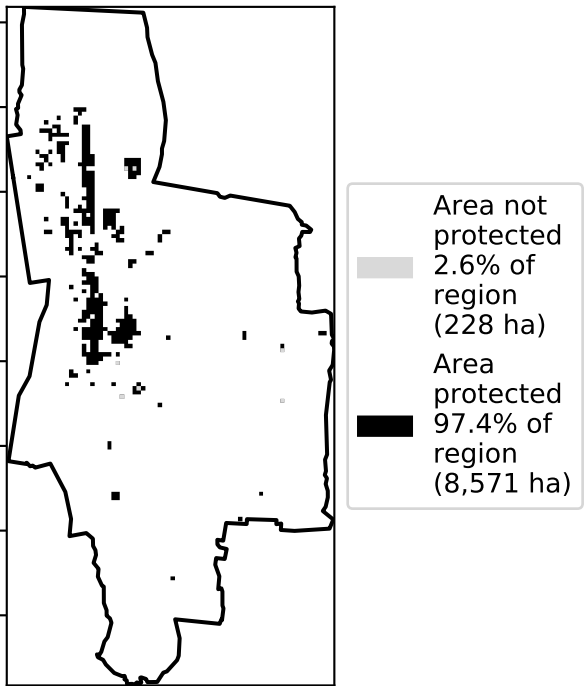 Area not
protected
2.6% of
region
(228 ha)
Area
protected
97.4% of
region
(8,571 ha)